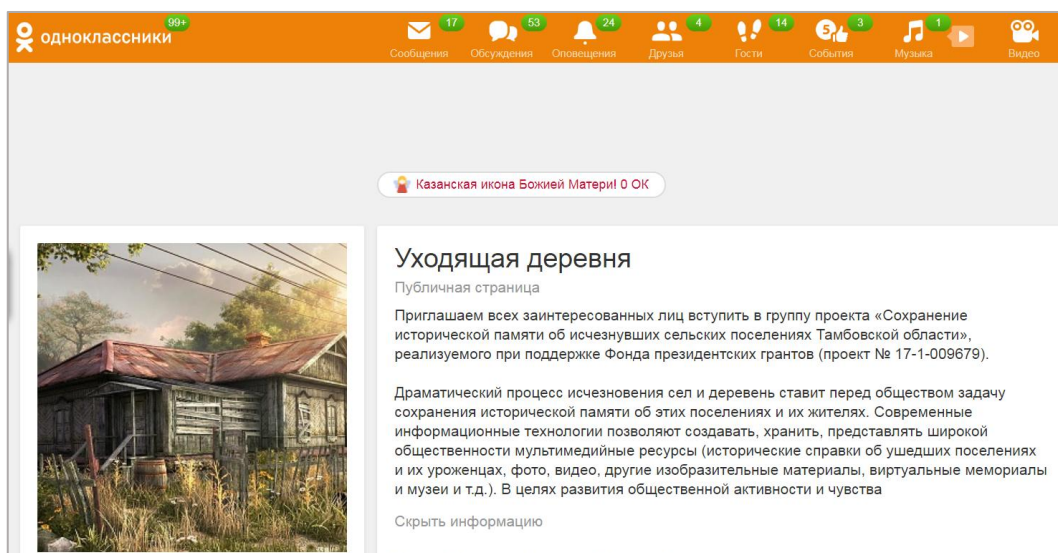 99+
одноклассники
17
Сообщения
53
Обсуждения
24
Оповещения
4
Друзья
14
Гости
5
3
События
1
Музыка
Видео
Казанская икона Божией Матери! 0 ОК
Уходящая деревня
Публичная страница
Приглашаем всех заинтересованных лиц вступить в группу проекта «Сохранение
исторической памяти об исчезнувших сельских поселениях Тамбовской области»,
реализуемого при поддержке Фонда президентских грантов (проект № 17-1-009679).
Драматический процесс исчезновения сел и деревень ставит перед обществом задачу
сохранения исторической памяти об этих поселениях и их жителях. Современные
информационные технологии позволяют создавать, хранить, представлять широкой
общественности мультимедийные ресурсы (исторические справки об ушедших поселениях
и их уроженцах, фото, видео, другие изобразительные материалы, виртуальные мемориалы
и музеи и т.д.). В целях развития общественной активности и чувства
Скрыть информацию